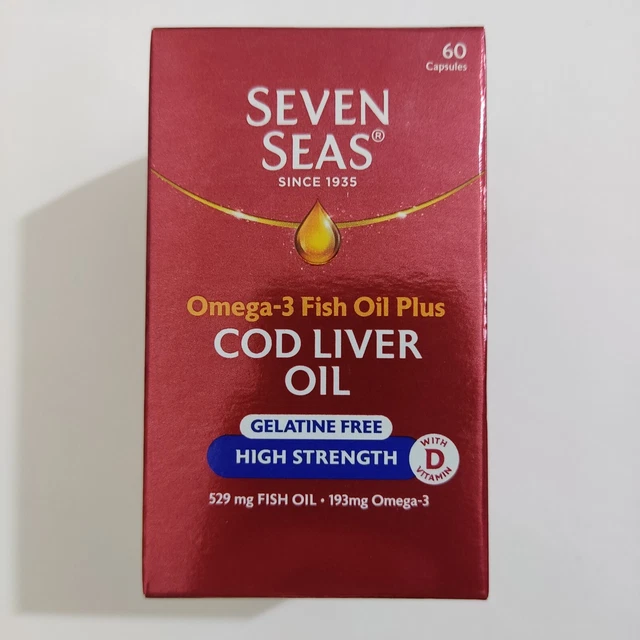 60
Capsules
SEVEN
SEAS®
SINCE 1935
Omega-3 Fish Oil Plus
COD LIVER
OIL
GELATINE FREE
HIGH STRENGTH
WITH
D
VITAMIN
529 mg FISH OIL • 193mg Omega-3